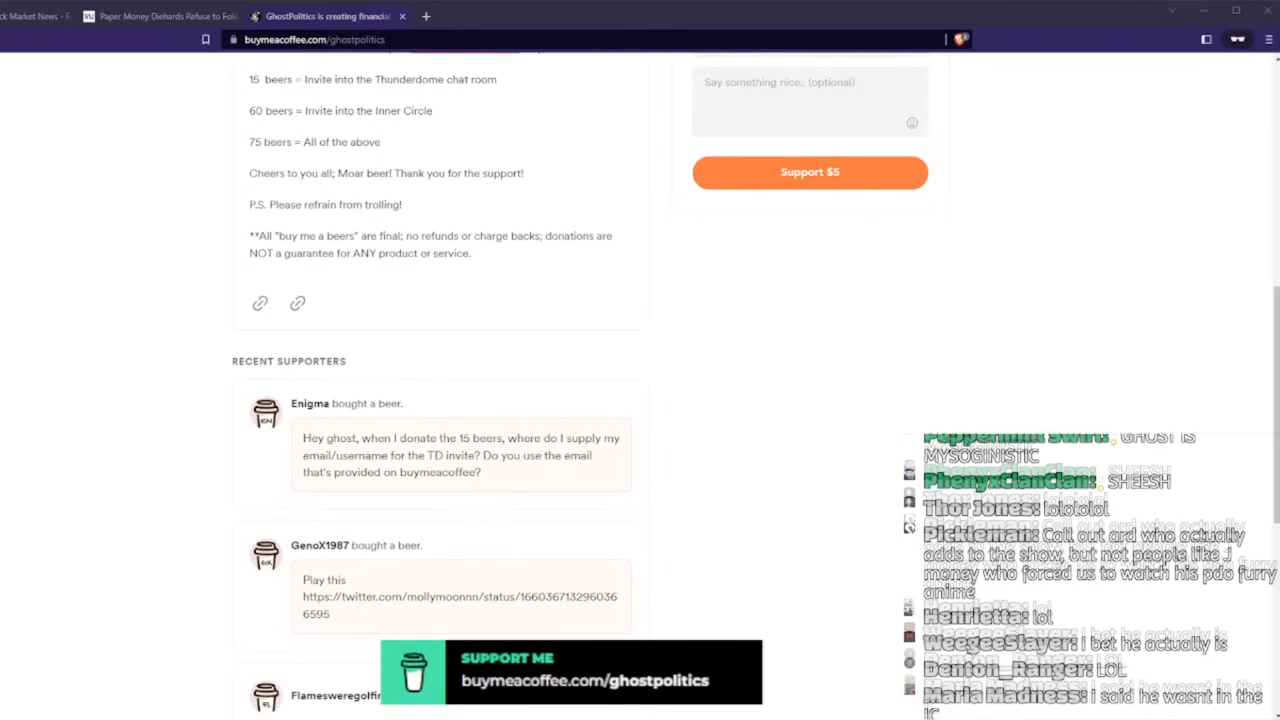 ck Market News - Fi
Paper Money Diehards Refuse to Fold
GhostPolitics is creating financial
buymeacoffee.com/ghostpolitics
15 beers = Invite into the Thunderdome chat room
60 beers = Invite into the Inner Circle
75 beers = All of the above
Cheers to you all; Moar beer! Thank you for the support!
P.S. Please refrain from trolling!
**All "buy me a beers" are final; no refunds or charge backs; donations are
NOT a guarantee for ANY product or service.
Say something nice.. (optional)
Support $5
RECENT SUPPORTERS
EN
Enigma bought a beer.
Hey ghost, when I donate the 15 beers, where do I supply my
email/username for the TD invite? Do you use the email
that's provided on buymeacoffee?
GenoX1987 bought a beer.
Play this
https://twitter.com/mollymoonnn/status/166036713296036
6595
FL
Flamesweregolfin
SUPPORT ME
buymeacoffee.com/ghostpolitics
Peppermint Swirl: GHOST IS
MYSOGINISTIC
PhenyxClanClan: SHEESH
Thor Jones: lolololol
Pickleman: Call out ard who actually
adds to the show, but not people like J
money who forced us to watch his pdo furry
anime
Henrietta: lol
WeegeeSlayer: I bet he actually is
Denton_Ranger: LOL
Maria Madness: I said he wasnt in the
IC